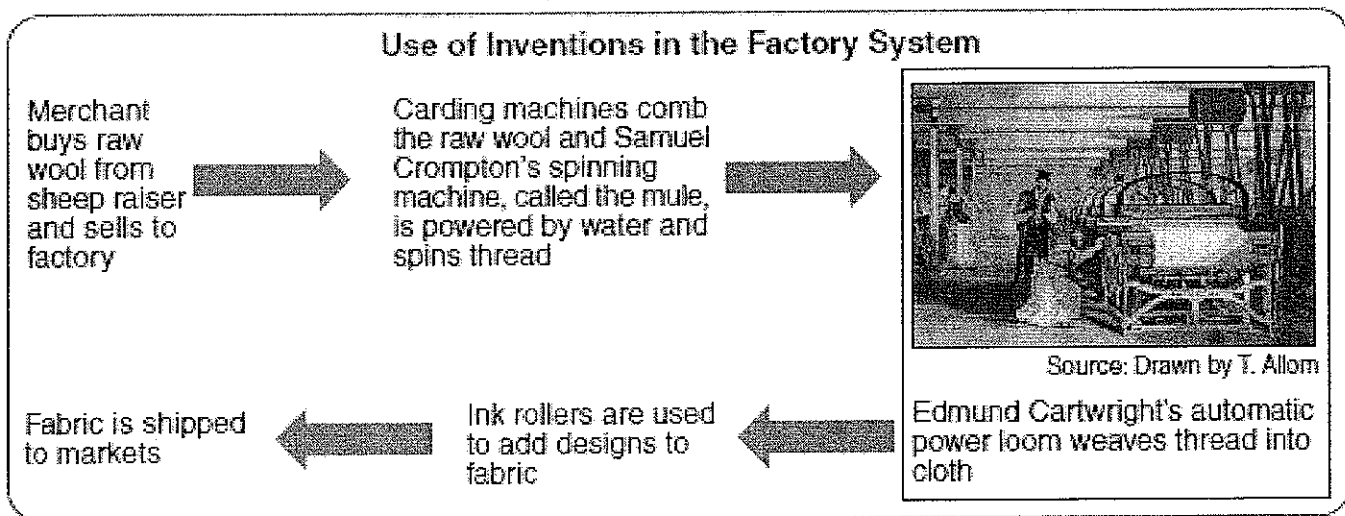 Use of Inventions in the Factory System
Merchant
buys raw
wool from
sheep raiser
and sells to
factory
Carding machines comb
the raw wool and Samuel
Crompton's spinning
machine, called the mule,
is powered by water and
spins thread
Source: Drawn by T. Allom
Edmund Cartwright's automatic
power loom weaves thread into
cloth
Ink rollers are used
to add designs to
fabric
Fabric is shipped
to markets